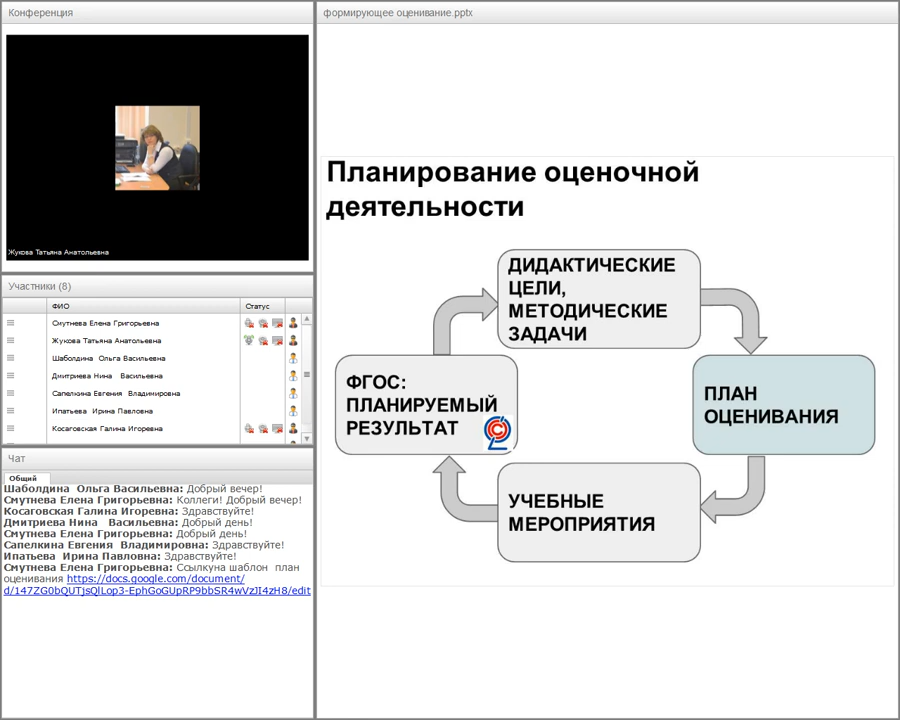 Конференция
Жукова Татьяна Анатольевна
Участники (8)
ФИО Статус
Смутнева Елена Григорьевна
Жукова Татьяна Анатольевна
Шаболдина Ольга Васильевна
Дмитриева Нина Васильевна
Сапелкина Евгения Владимировна
Ипатьева Ирина Павловна
Косаговская Галина Игоревна
Чат
Общий
Шаболдина Ольга Васильевна: Добрый вечер!
Смутнева Елена Григорьевна: Коллеги! Добрый вечер!
Косаговская Галина Игоревна: Здравствуйте!
Дмитриева Нина Васильевна: Добрый день!
Смутнева Елена Григорьевна: Добрый день!
Сапелкина Евгения Владимировна: Здравствуйте!
Ипатьева Ирина Павловна: Здравствуйте!
Смутнева Елена Григорьевна: Ссылкуна шаблон план
оценивания https://docs.google.com/document/
d/147ZG0bQUTjsQlLop3-EphGoGUpRP9bbSR4wVzJI4zH8/edit
формирующее оценивание.pptx
Планирование оценочной
деятельности
ДИДАКТИЧЕСКИЕ
ЦЕЛИ,
МЕТОДИЧЕСКИЕ
ЗАДАЧИ
ФГОС:
ПЛАНИРУЕМЫЙ
РЕЗУЛЬТАТ
ПЛАН
ОЦЕНИВАНИЯ
УЧЕБНЫЕ
МЕРОПРИЯТИЯ